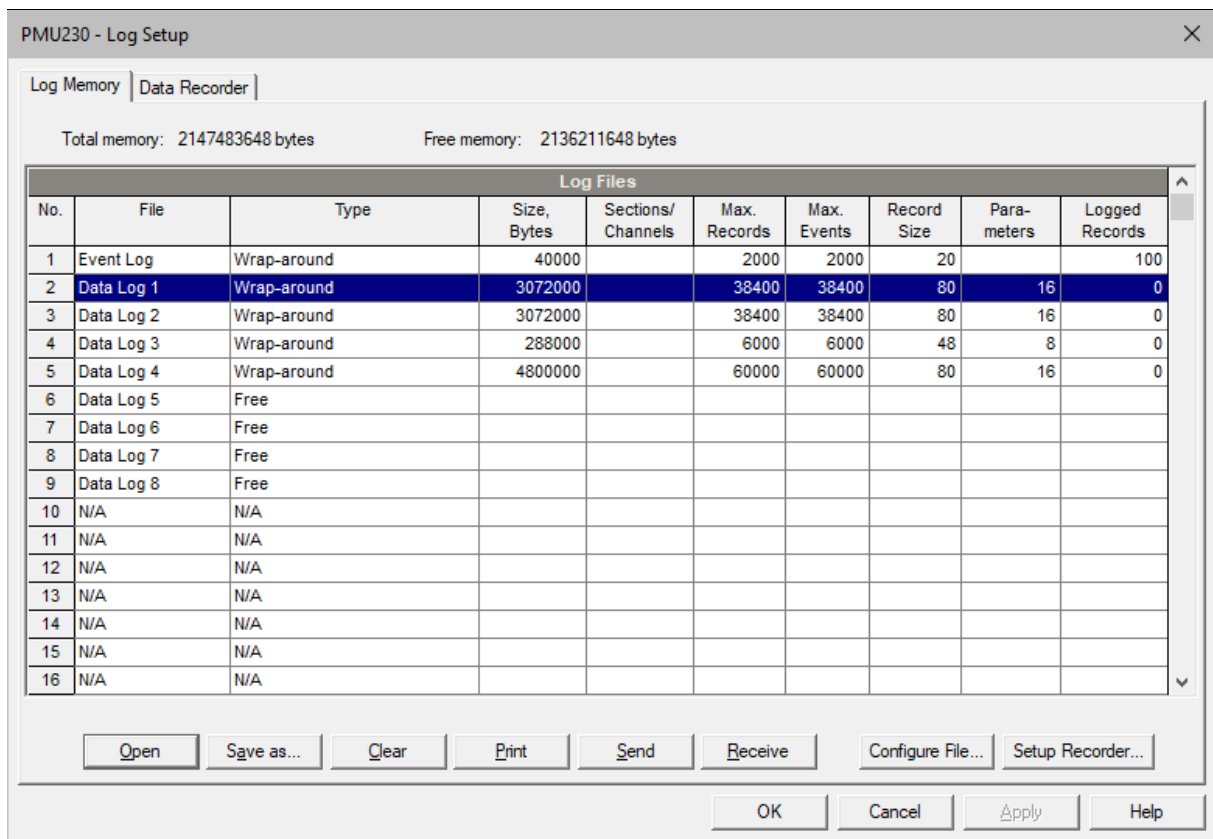 PMU230 - Log Setup
Log Memory Data Recorder
Total memory: 2147483648 bytes Free memory: 2136211648 bytes
Log Files
No. File Type Size, Bytes Sections/ Channels Max. Records Max. Events Record Size Para- meters Logged Records
1 Event Log Wrap-around 40000 2000 2000 20 100
2 Data Log 1 Wrap-around 3072000 38400 38400 80 16 0
3 Data Log 2 Wrap-around 3072000 38400 38400 80 16 0
4 Data Log 3 Wrap-around 288000 6000 6000 48 8 0
5 Data Log 4 Wrap-around 4800000 60000 60000 80 16 0
6 Data Log 5 Free
7 Data Log 6 Free
8 Data Log 7 Free
9 Data Log 8 Free
10 N/A N/A
11 N/A N/A
12 N/A N/A
13 N/A N/A
14 N/A N/A
15 N/A N/A
16 N/A N/A
Open Save as... Clear Print Send Receive Configure File... Setup Recorder...
OK Cancel Apply Help